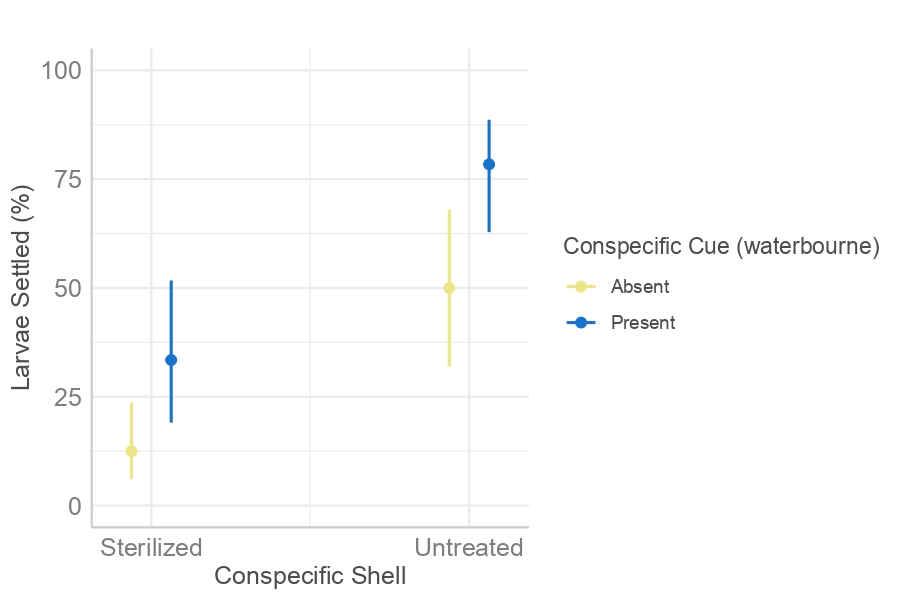 100
75
50
25
0
Larvae Settled (%)
Sterilized
Untreated
Conspecific Shell
Conspecific Cue (waterbourne)
Absent
Present